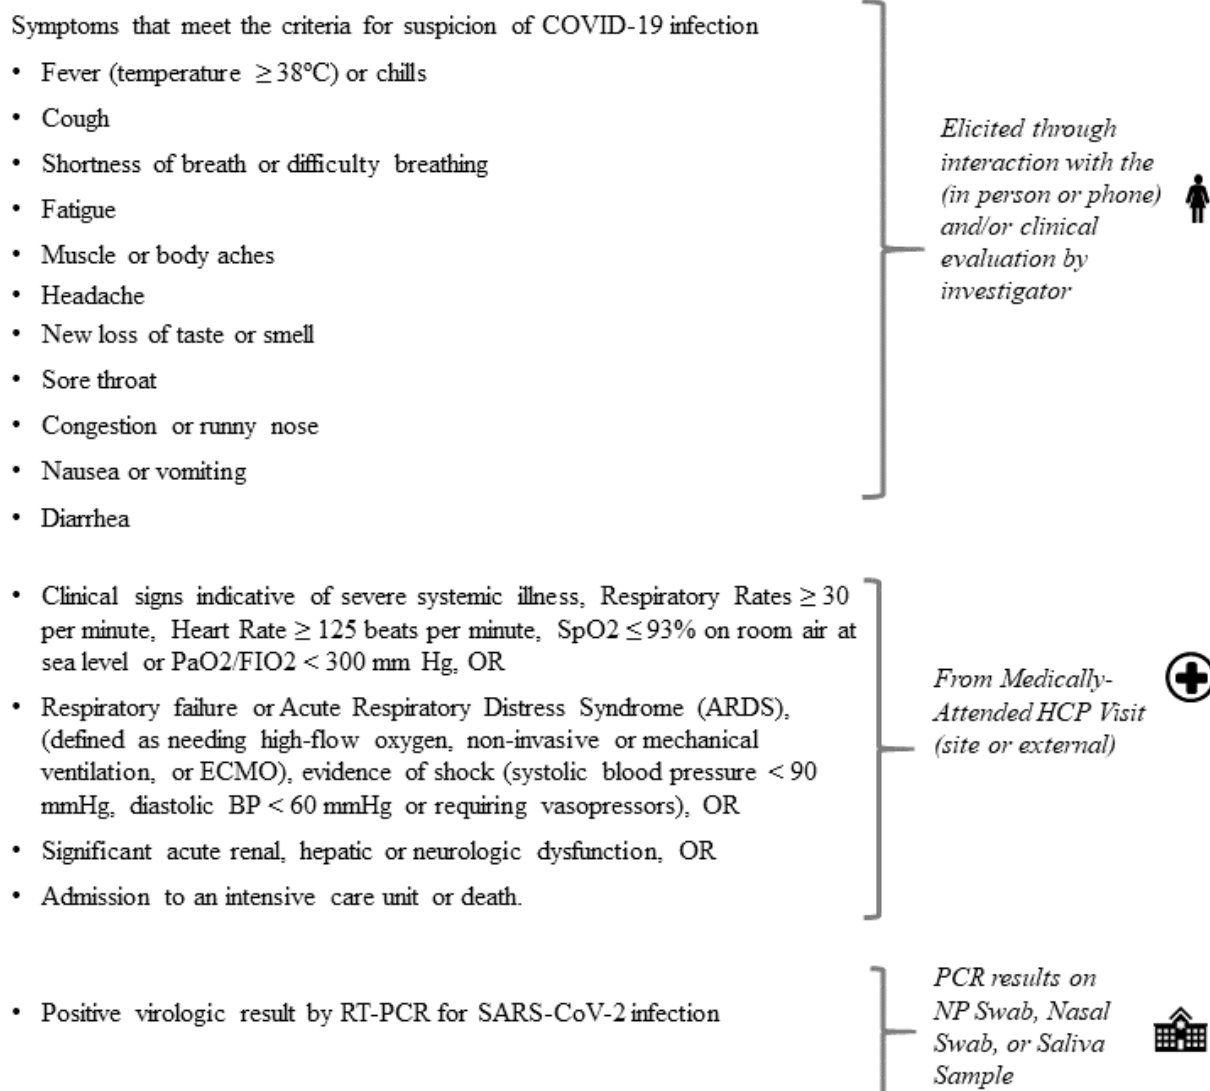 Symptoms that meet the criteria for suspicion of COVID-19 infection
• Fever (temperature ≥ 38°C) or chills
• Cough
• Shortness of breath or difficulty breathing
• Fatigue
• Muscle or body aches
• Headache
• New loss of taste or smell
• Sore throat
• Congestion or runny nose
• Nausea or vomiting
• Diarrhea
Elicited through
interaction with the
(in person or phone)
and/or clinical
evaluation by
investigator
• Clinical signs indicative of severe systemic illness, Respiratory Rates ≥ 30
per minute, Heart Rate ≥ 125 beats per minute, SpO2 ≤ 93% on room air at
sea level or PaO2/FIO2 < 300 mm Hg, OR
• Respiratory failure or Acute Respiratory Distress Syndrome (ARDS),
(defined as needing high-flow oxygen, non-invasive or mechanical
ventilation, or ECMO), evidence of shock (systolic blood pressure < 90
mmHg, diastolic BP < 60 mmHg or requiring vasopressors), OR
• Significant acute renal, hepatic or neurologic dysfunction, OR
• Admission to an intensive care unit or death.
From Medically-
Attended HCP Visit
(site or external)
• Positive virologic result by RT-PCR for SARS-CoV-2 infection
PCR results on
NP Swab, Nasal
Swab, or Saliva
Sample